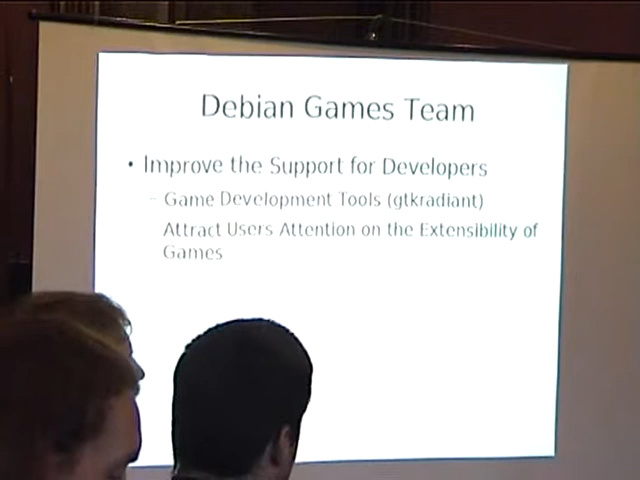 Debian Games Team
• Improve the Support for Developers
– Game Development Tools (gtkradiant)
Attract Users Attention on the Extensibility of
Games